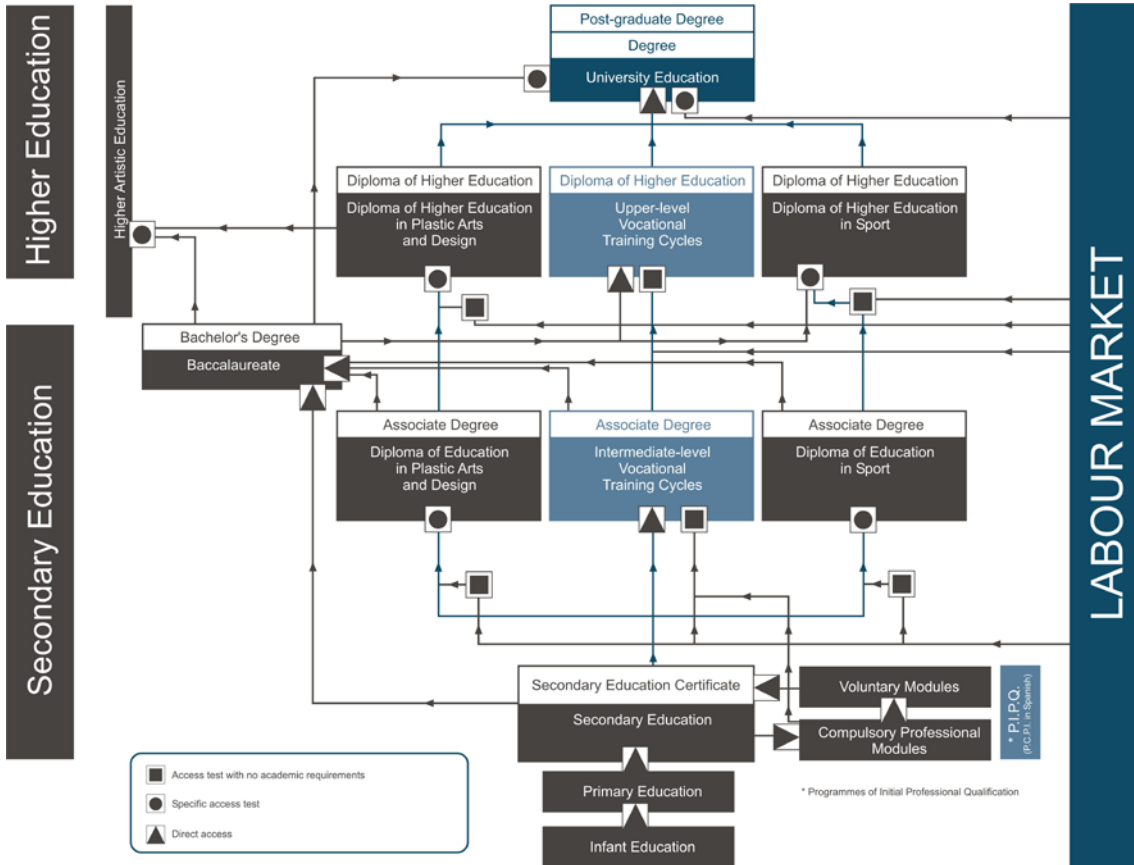 Higher Education
Secondary Education
Higher Artistic Education
Post-graduate Degree
Degree
University Education
Diploma of Higher Education
Diploma of Higher Education
in Plastic Arts
and Design
Diploma of Higher Education
Upper-level
Vocational
Training Cycles
Diploma of Higher Education
Diploma of Higher Education
in Sport
Bachelor's Degree
Baccalaureate
Associate Degree
Diploma of Education
in Plastic Arts
and Design
Associate Degree
Intermediate-level
Vocational
Training Cycles
Associate Degree
Diploma of Education
in Sport
Secondary Education Certificate
Secondary Education
Voluntary Modules
Compulsory Professional
Modules
* P.I.P.Q.
(P.C.P.I. in Spanish)
Primary Education
Infant Education
* Programmes of Initial Professional Qualification
Access test with no academic requirements
Specific access test
Direct access
LABOUR MARKET